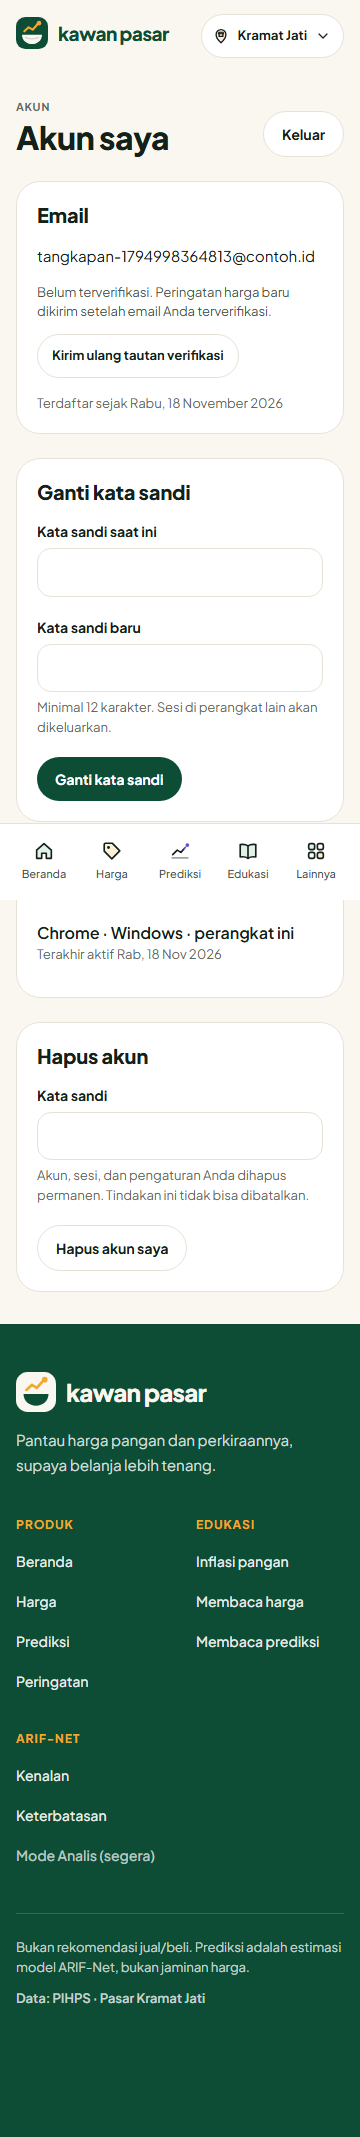 kawan pasar
Kramat Jati
AKUN
Akun saya
Keluar
Email
tangkapan-1794998364813@contoh.id
Belum terverifikasi. Peringatan harga baru
dikirim setelah email Anda terverifikasi.
Kirim ulang tautan verifikasi
Terdaftar sejak Rabu, 18 November 2026
Ganti kata sandi
Kata sandi saat ini
Kata sandi baru
Minimal 12 karakter. Sesi di perangkat lain akan
dikeluarkan.
Ganti kata sandi
Beranda
Harga
Prediksi
Edukasi
Lainnya
Chrome · Windows · perangkat ini
Terakhir aktif Rab, 18 Nov 2026
Hapus akun
Kata sandi
Akun, sesi, dan pengaturan Anda dihapus
permanen. Tindakan ini tidak bisa dibatalkan.
Hapus akun saya
kawan pasar
Pantau harga pangan dan perkiraannya,
supaya belanja lebih tenang.
PRODUK
Beranda
Harga
Prediksi
Peringatan
EDUKASI
Inflasi pangan
Membaca harga
Membaca prediksi
ARIF-NET
Kenalan
Keterbatasan
Mode Analis (segera)
Bukan rekomendasi jual/beli. Prediksi adalah estimasi
model ARIF-Net, bukan jaminan harga.
Data: PIHPS · Pasar Kramat Jati